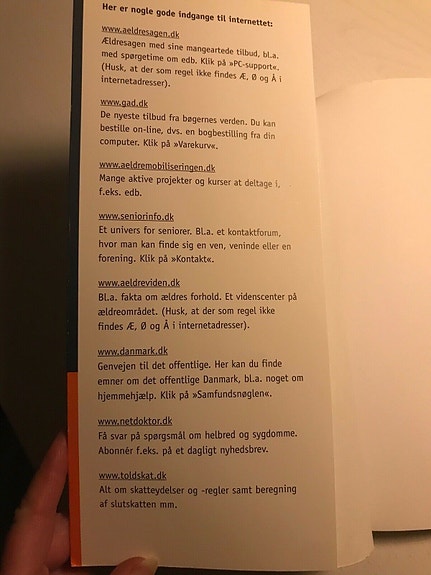 Her er nogle gode indgange til internettet:
www.aeldresagen.dk
Ældresagen med sine mangeartede tilbud, bl.a.
med spørgetime om edb. Klik på »PC-support«.
(Husk, at der som regel ikke findes Æ, Ø og Å i
internetadresser).
www.gad.dk
De nyeste tilbud fra bøgernes verden. Du kan
bestille on-line, dvs. en bogbestilling fra din
computer. Klik på »Varekurv«.
www.aeldremobiliseringen.dk
Mange aktive projekter og kurser at deltage i,
f.eks. edb.
www.seniorinfo.dk
Et univers for seniorer. Bl.a. et kontaktforum,
hvor man kan finde sig en ven, veninde eller en
forening. Klik på »Kontakt«.
www.aeldreviden.dk
Bl.a. fakta om ældres forhold. Et videnscenter på
ældreområdet. (Husk, at der som regel ikke
findes Æ, Ø og Å i internetadresser).
www.danmark.dk
Genvejen til det offentlige. Her kan du finde
emner om det offentlige Danmark, bl.a. noget om
hjemmehjælp. Klik på »Samfundsnøglen«.
www.netdoktor.dk
Få svar på spørgsmål om helbred og sygdomme.
Abonnér f.eks. på et dagligt nyhedsbrev.
www.toldskat.dk
Alt om skatteydelser og -regler samt beregning
af slutskatten mm.